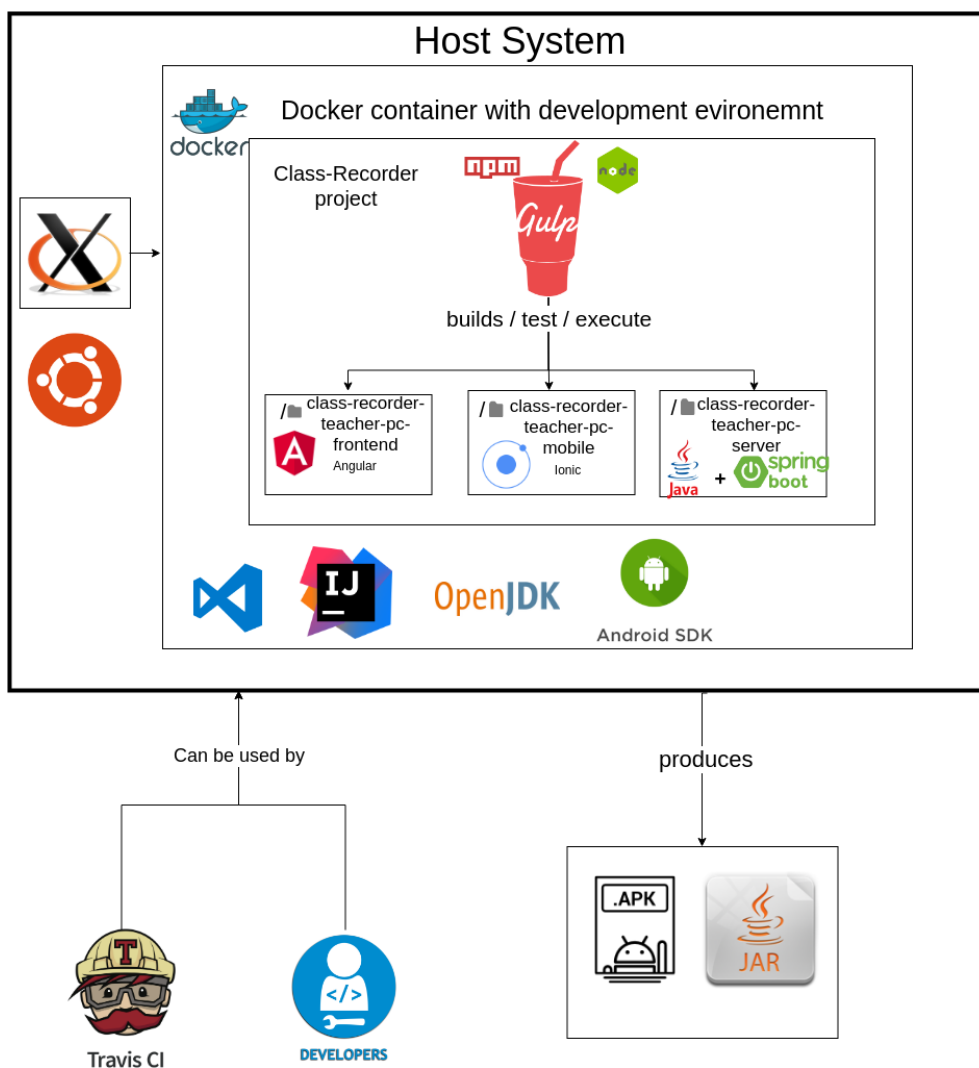 Host System
docker
Docker container with development evironemnt
Class-Recorder
project
npm
node
Gulp
builds / test / execute
/ class-recorder-
teacher-pc-
frontend
Angular
/ class-recorder-
teacher-pc-
mobile
Ionic
/ class-recorder-
teacher-pc-
server
Java
+
spring
boot
IJ
OpenJDK
Android SDK
Can be used by
produces
.APK
JAR
T
Travis CI
</>
DEVELOPERS